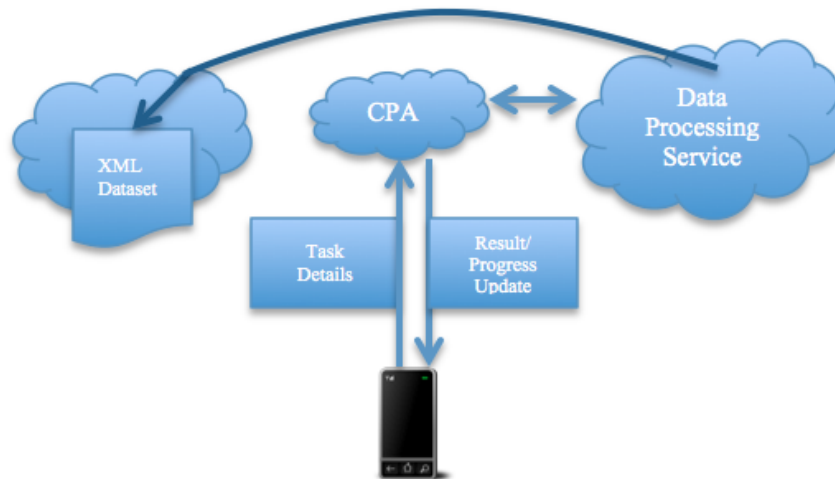 CPA
Data
Processing
Service
XML
Dataset
Task
Details
Result/
Progress
Update